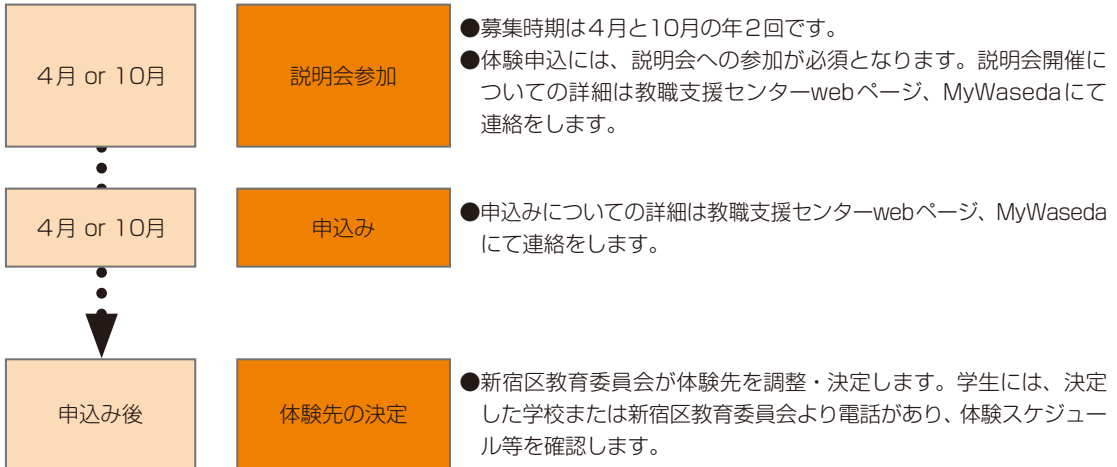 4月 or 10月
説明会参加
●募集時期は4月と10月の年2回です。
●体験申込には、説明会への参加が必須となります。説明会開催に
ついての詳細は教職支援センターwebページ、MyWasedaにて
連絡をします。
4月 or 10月
申込み
●申込みについての詳細は教職支援センターwebページ、MyWaseda
にて連絡をします。
申込み後
体験先の決定
●新宿区教育委員会が体験先を調整・決定します。学生には、決定
した学校または新宿区教育委員会より電話があり、体験スケジュー
ル等を確認します。